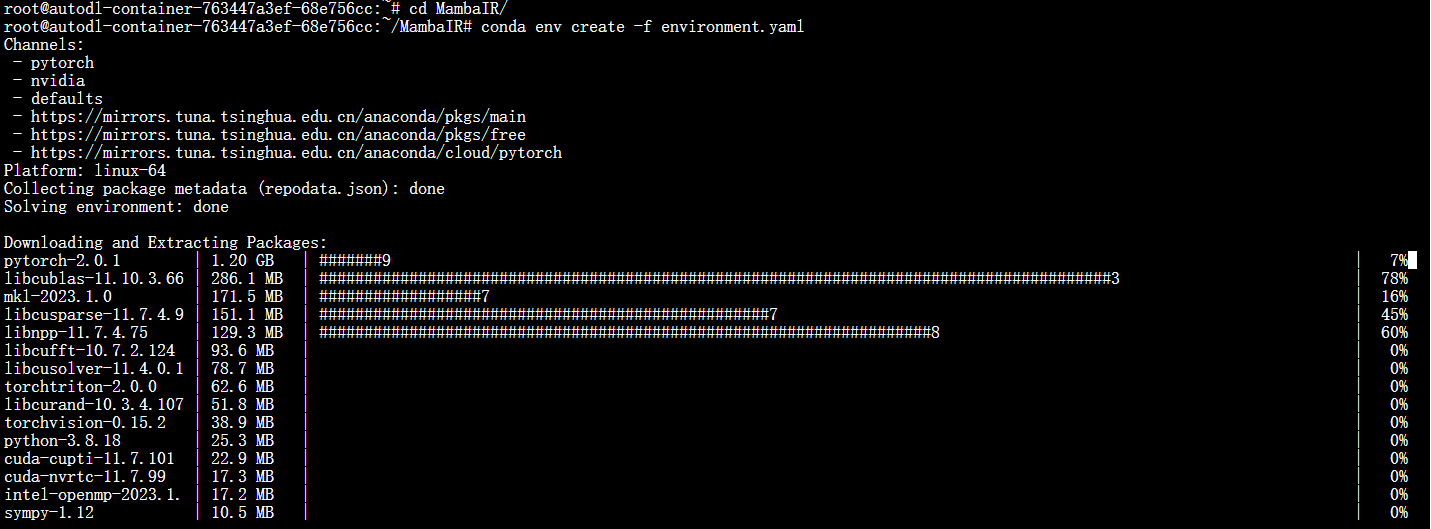 root@autodl-container-763447a3ef-68e756cc:~# cd MambaIR/
root@autodl-container-763447a3ef-68e756cc:~/MambaIR# conda env create -f environment.yaml
Channels:
 - pytorch
 - nvidia
 - defaults
 - https://mirrors.tuna.tsinghua.edu.cn/anaconda/pkgs/main
 - https://mirrors.tuna.tsinghua.edu.cn/anaconda/pkgs/free
 - https://mirrors.tuna.tsinghua.edu.cn/anaconda/cloud/pytorch
Platform: linux-64
Collecting package metadata (repodata.json): done
Solving environment: done
Downloading and Extracting Packages:
pytorch-2.0.1 | 1.20 GB | #######9 | 7%
libcublas-11.10.3.66 | 286.1 MB | ########################################################################################3 | 78%
mkl-2023.1.0 | 171.5 MB | ##################7 | 16%
libcusparse-11.7.4.9 | 151.1 MB | ##################################################7 | 45%
libnpp-11.7.4.75 | 129.3 MB | ####################################################################8 | 60%
libcufft-10.7.2.124 | 93.6 MB | | 0%
libcusolver-11.4.0.1 | 78.7 MB | | 0%
torchtriton-2.0.0 | 62.6 MB | | 0%
libcurand-10.3.4.107 | 51.8 MB | | 0%
torchvision-0.15.2 | 38.9 MB | | 0%
python-3.8.18 | 25.3 MB | | 0%
cuda-cupti-11.7.101 | 22.9 MB | | 0%
cuda-nvrtc-11.7.99 | 17.3 MB | | 0%
intel-openmp-2023.1. | 17.2 MB | | 0%
sympy-1.12 | 10.5 MB | | 0%